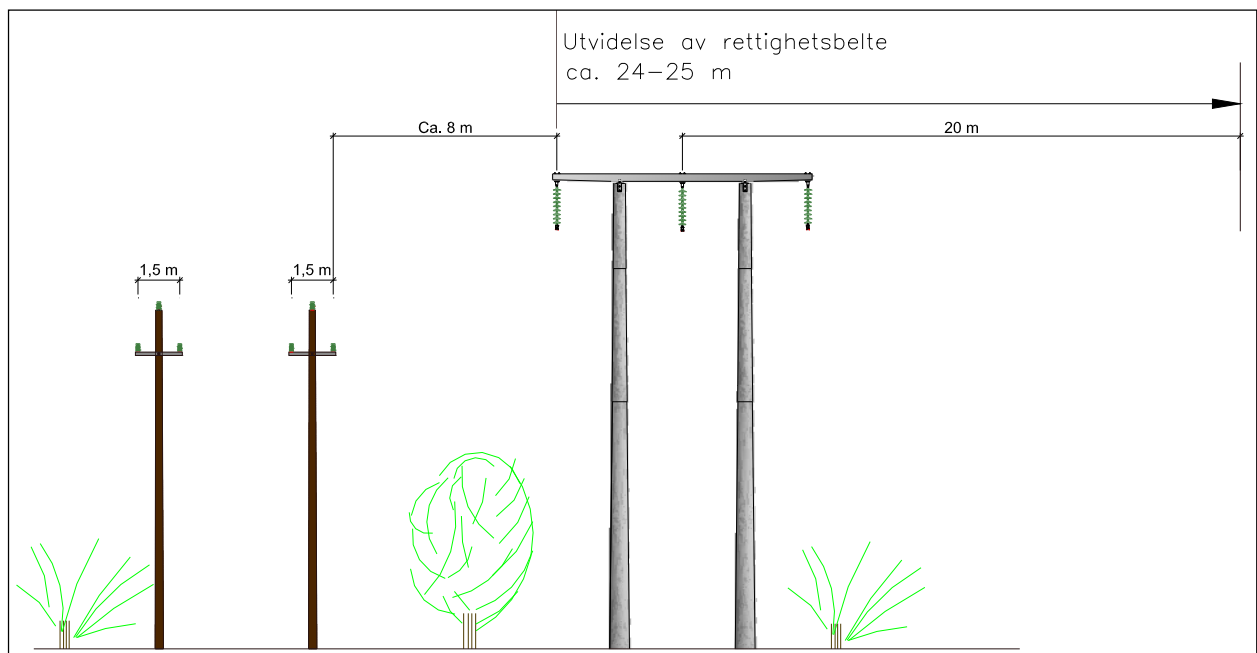 Utvidelse av rettighetsbelte
ca. 24-25 m
Ca. 8 m
20 m
1,5 m
1,5 m